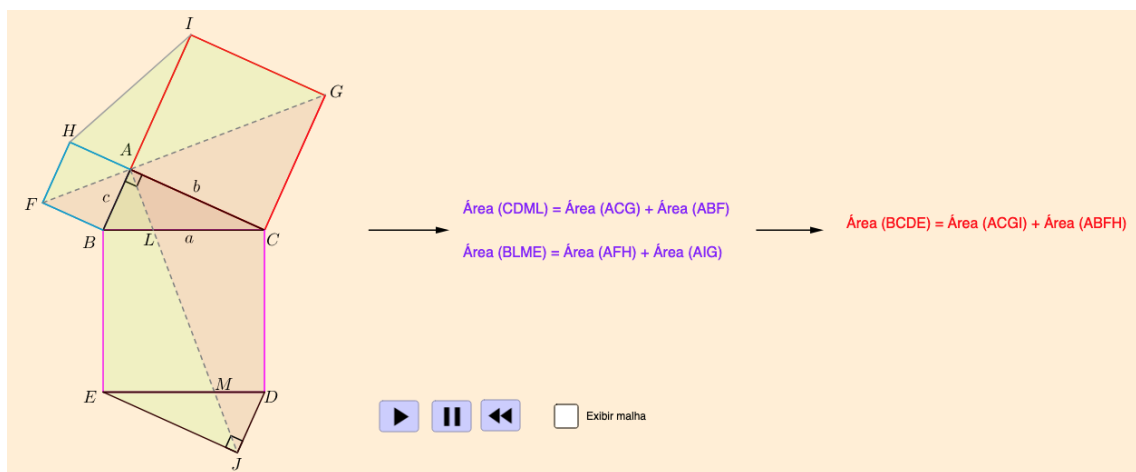 I
G
H
A
b
c
F
B
L
a
C
Área (CDML) = Área (ACG) + Área (ABF)
Área (BLME) = Área (AFH) + Área (AIG)
Área (BCDE) = Área (ACGI) + Área (ABFH)
E
M
D
J
Exibir malha